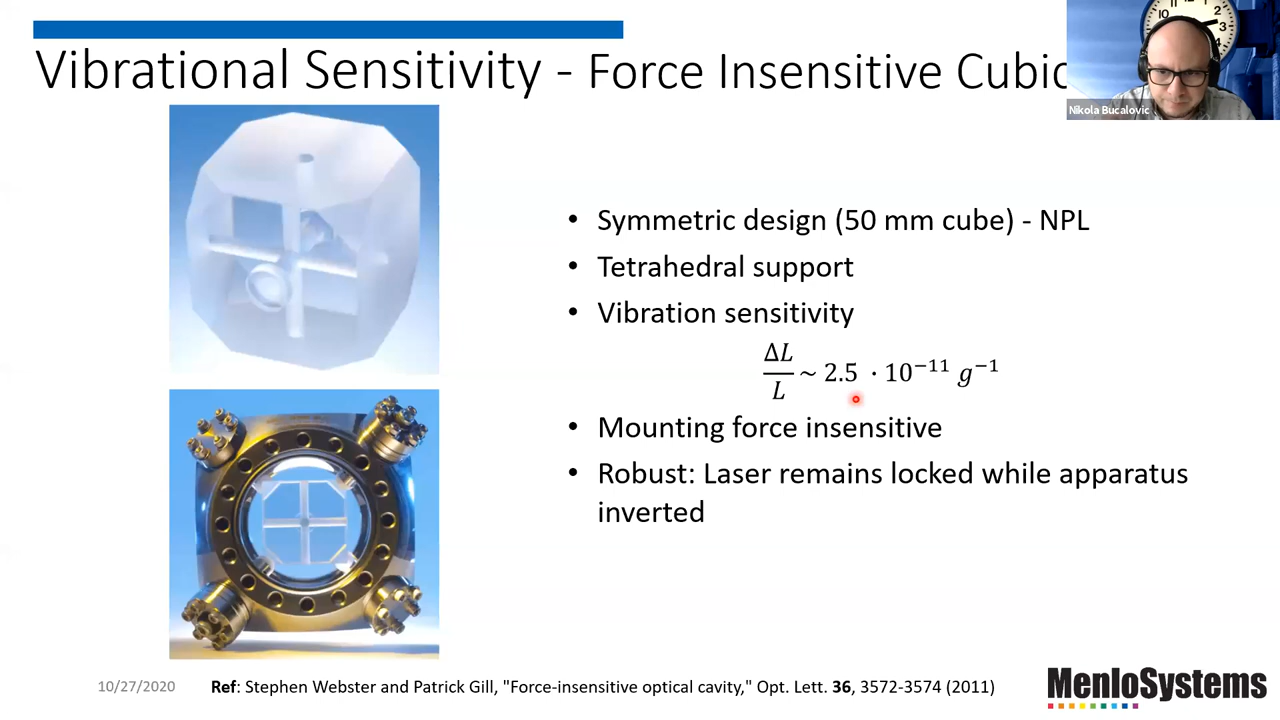 Vibrational Sensitivity - Force Insensitive Cubic
Nikola Bucalovic
• Symmetric design (50 mm cube) - NPL
• Tetrahedral support
• Vibration sensitivity
ΔL/L ~ 2.5 · 10⁻¹¹ g⁻¹
• Mounting force insensitive
• Robust: Laser remains locked while apparatus
inverted
10/27/2020
Ref: Stephen Webster and Patrick Gill, "Force-insensitive optical cavity," Opt. Lett. 36, 3572-3574 (2011)
MenloSystems